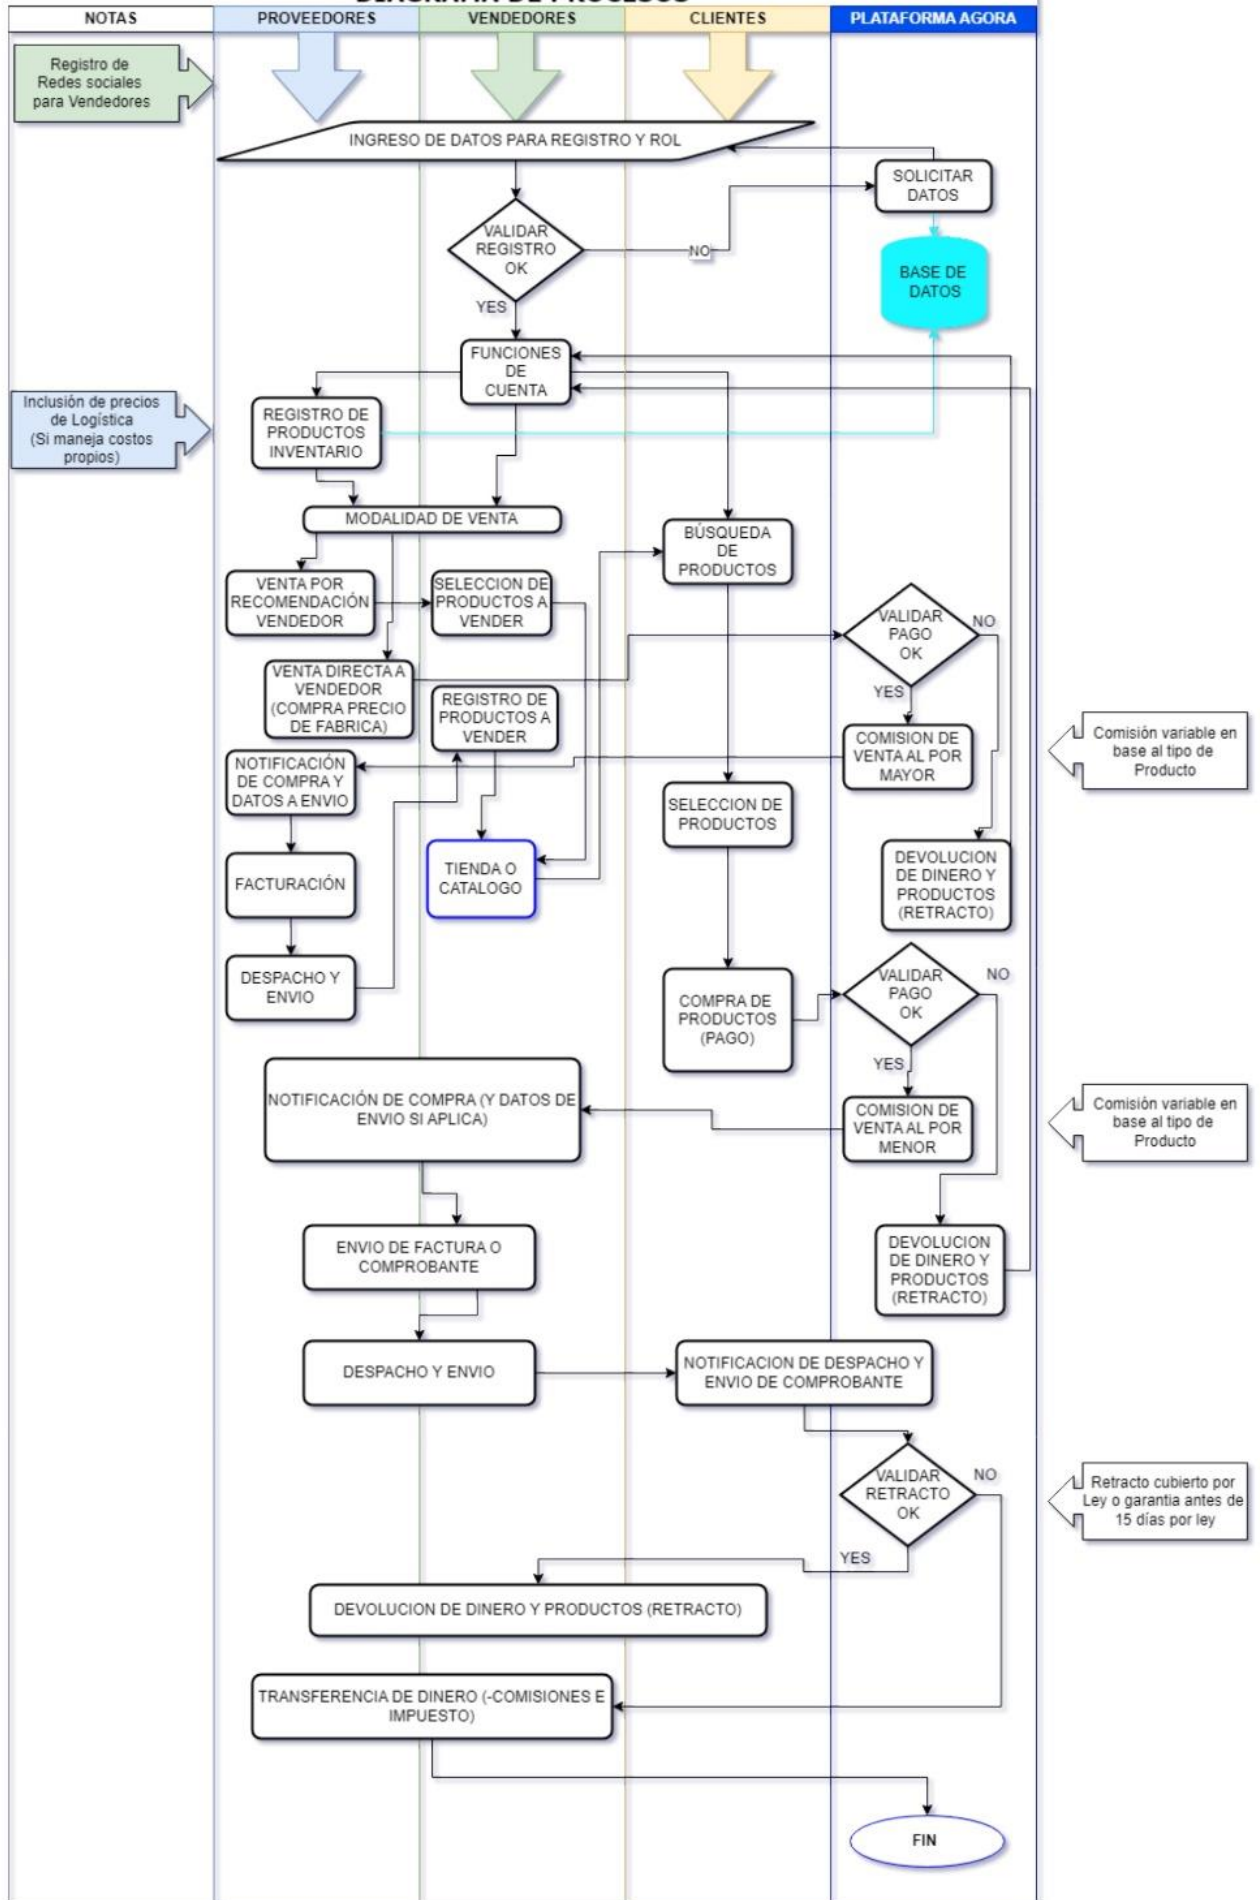 DIAGRAMA DE PROCESOS
NOTAS
PROVEEDORES
VENDEDORES
CLIENTES
PLATAFORMA AGORA
Registro de
Redes sociales
para Vendedores
INGRESO DE DATOS PARA REGISTRO Y ROL
SOLICITAR
DATOS
VALIDAR
REGISTRO
OK
NO
BASE DE
DATOS
YES
FUNCIONES
DE
CUENTA
Inclusión de precios
de Logística
(Si maneja costos
propios)
REGISTRO DE
PRODUCTOS
INVENTARIO
MODALIDAD DE VENTA
BÚSQUEDA
DE
PRODUCTOS
VENTA POR
RECOMENDACIÓN
VENDEDOR
SELECCION DE
PRODUCTOS A
VENDER
VALIDAR
PAGO
OK
NO
YES
VENTA DIRECTA A
VENDEDOR
(COMPRA PRECIO
DE FABRICA)
REGISTRO DE
PRODUCTOS A
VENDER
COMISION DE
VENTA AL POR
MAYOR
Comisión variable en
base al tipo de
Producto
NOTIFICACIÓN
DE COMPRA Y
DATOS A ENVIO
SELECCION DE
PRODUCTOS
FACTURACIÓN
TIENDA O
CATALOGO
DEVOLUCION
DE DINERO Y
PRODUCTOS
(RETRACTO)
DESPACHO Y
ENVIO
COMPRA DE
PRODUCTOS
(PAGO)
VALIDAR
PAGO
OK
NO
YES
NOTIFICACIÓN DE COMPRA (Y DATOS DE
ENVIO SI APLICA)
COMISION DE
VENTA AL POR
MENOR
Comisión variable en
base al tipo de
Producto
ENVIO DE FACTURA O
COMPROBANTE
DEVOLUCION
DE DINERO Y
PRODUCTOS
(RETRACTO)
DESPACHO Y ENVIO
NOTIFICACION DE DESPACHO Y
ENVIO DE COMPROBANTE
VALIDAR
RETRACTO
OK
NO
Retracto cubierto por
Ley o garantia antes de
15 días por ley
YES
DEVOLUCION DE DINERO Y PRODUCTOS (RETRACTO)
TRANSFERENCIA DE DINERO (-COMISIONES E
IMPUESTO)
FIN